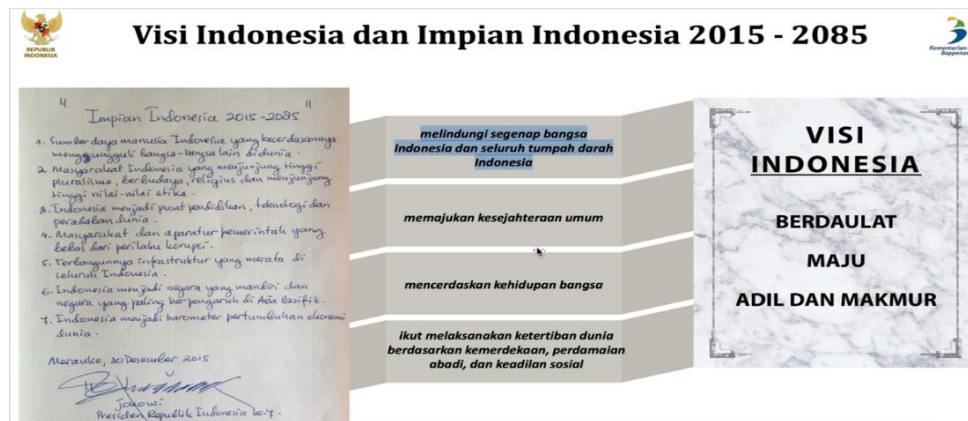 Visi Indonesia dan Impian Indonesia 2015 - 2085
REPUBLIK
INDONESIA
Kementerian
Bappenas
" Impian Indonesia 2015-2085 "
1. Sumber daya manusia Indonesia yang kecerdasannya
mengungguli bangsa-bangsa lain di dunia.
2. Masyarakat Indonesia yang menjunjung tinggi
pluralisme, berbudaya, religius dan menjunjung
tinggi nilai-nilai etika.
3. Indonesia menjadi pusat pendidikan, teknologi dan
peradaban dunia.
4. Masyarakat dan aparatur pemerintah yang
bebas dari perilaku korupsi.
5. Terbangunnya infrastruktur yang merata di
seluruh Indonesia.
6. Indonesia menjadi negara yang mandiri dan
negara yang paling berpengaruh di Asia Pasifik.
7. Indonesia menjadi barometer pertumbuhan ekonomi
dunia.
Merauke, 30 Desember 2015
Jokowi
Presiden Republik Indonesia ke-7.
melindungi segenap bangsa
Indonesia dan seluruh tumpah darah
Indonesia
memajukan kesejahteraan umum
mencerdaskan kehidupan bangsa
ikut melaksanakan ketertiban dunia
berdasarkan kemerdekaan, perdamaian
abadi, dan keadilan sosial
VISI
INDONESIA
BERDAULAT
MAJU
ADIL DAN MAKMUR